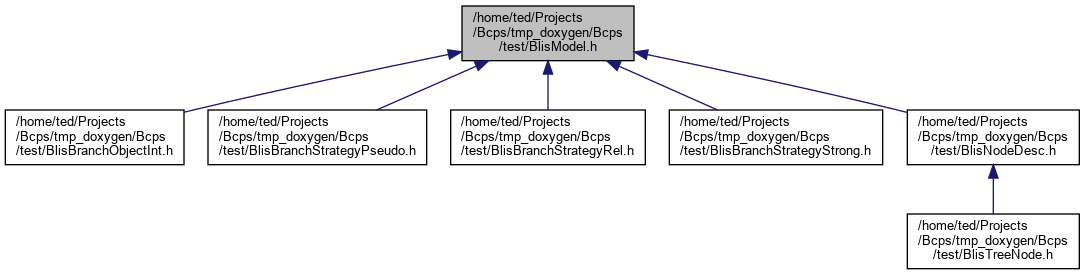 /home/ted/Projects
/Bcps/tmp_doxygen/Bcps
/test/BlisModel.h
/home/ted/Projects
/Bcps/tmp_doxygen/Bcps
/test/BlisBranchObjectInt.h
/home/ted/Projects
/Bcps/tmp_doxygen/Bcps
/test/BlisBranchStrategyPseudo.h
/home/ted/Projects
/Bcps/tmp_doxygen/Bcps
/test/BlisBranchStrategyRel.h
/home/ted/Projects
/Bcps/tmp_doxygen/Bcps
/test/BlisBranchStrategyStrong.h
/home/ted/Projects
/Bcps/tmp_doxygen/Bcps
/test/BlisNodeDesc.h
/home/ted/Projects
/Bcps/tmp_doxygen/Bcps
/test/BlisTreeNode.h